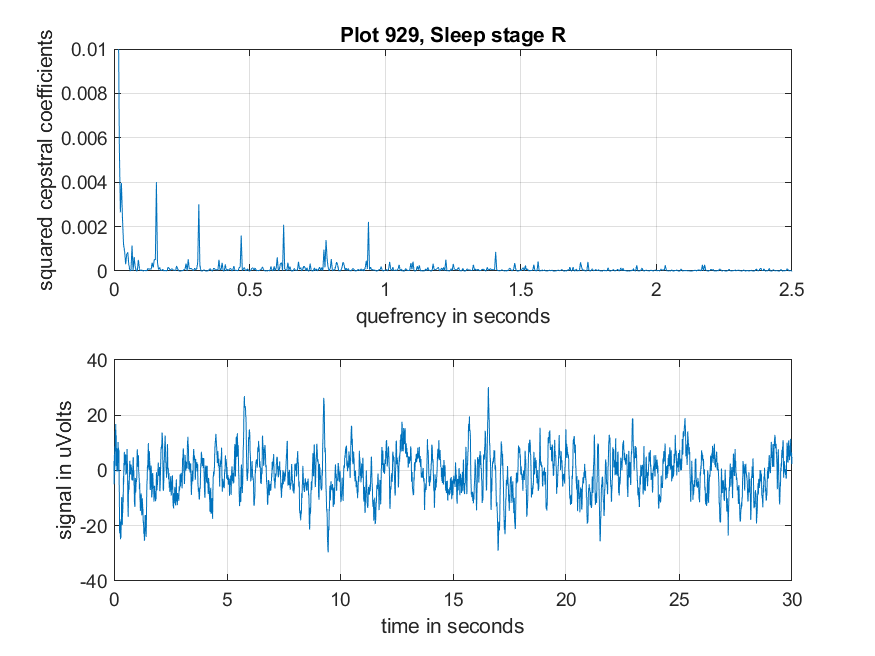 Plot 929, Sleep stage R
squared cepstral coefficients
0.01
0.008
0.006
0.004
0.002
0
0 0.5 1 1.5 2 2.5
quefrency in seconds
signal in uVolts
40
20
0
-20
-40
0 5 10 15 20 25 30
time in seconds